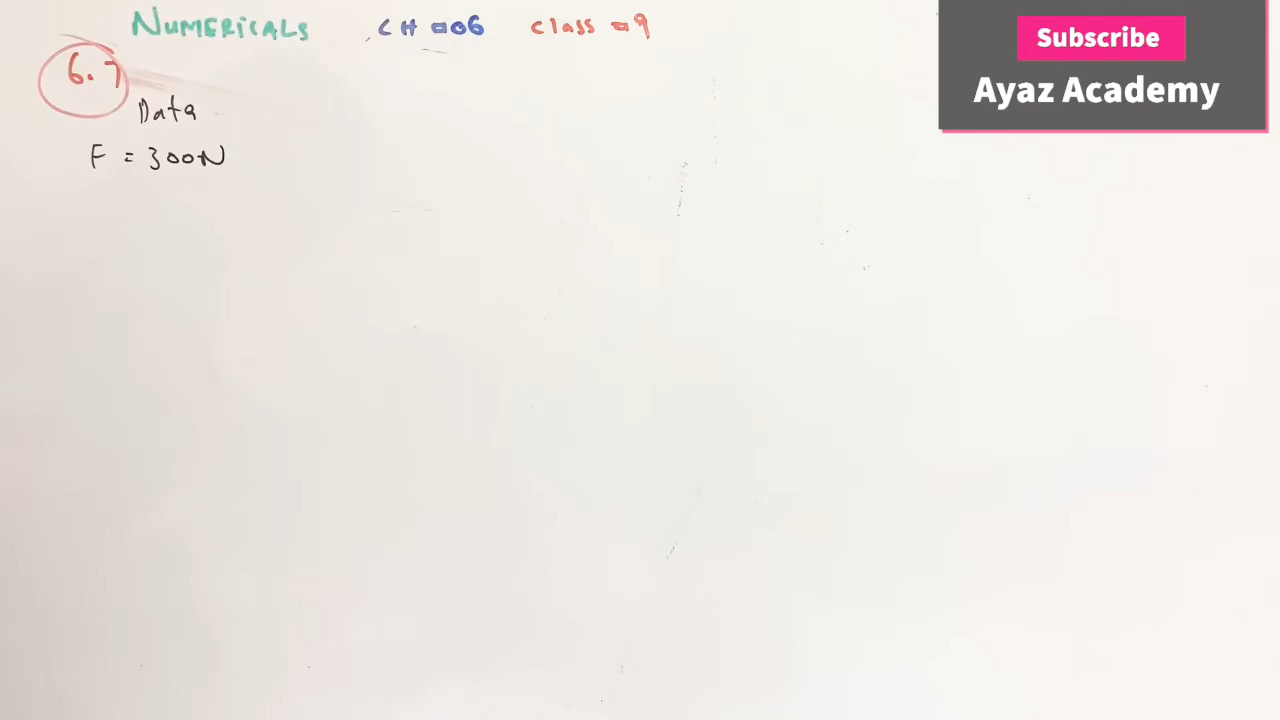 NUMERICALS CH =06 Class =9
6.7
Data
F = 300N
Subscribe
Ayaz Academy